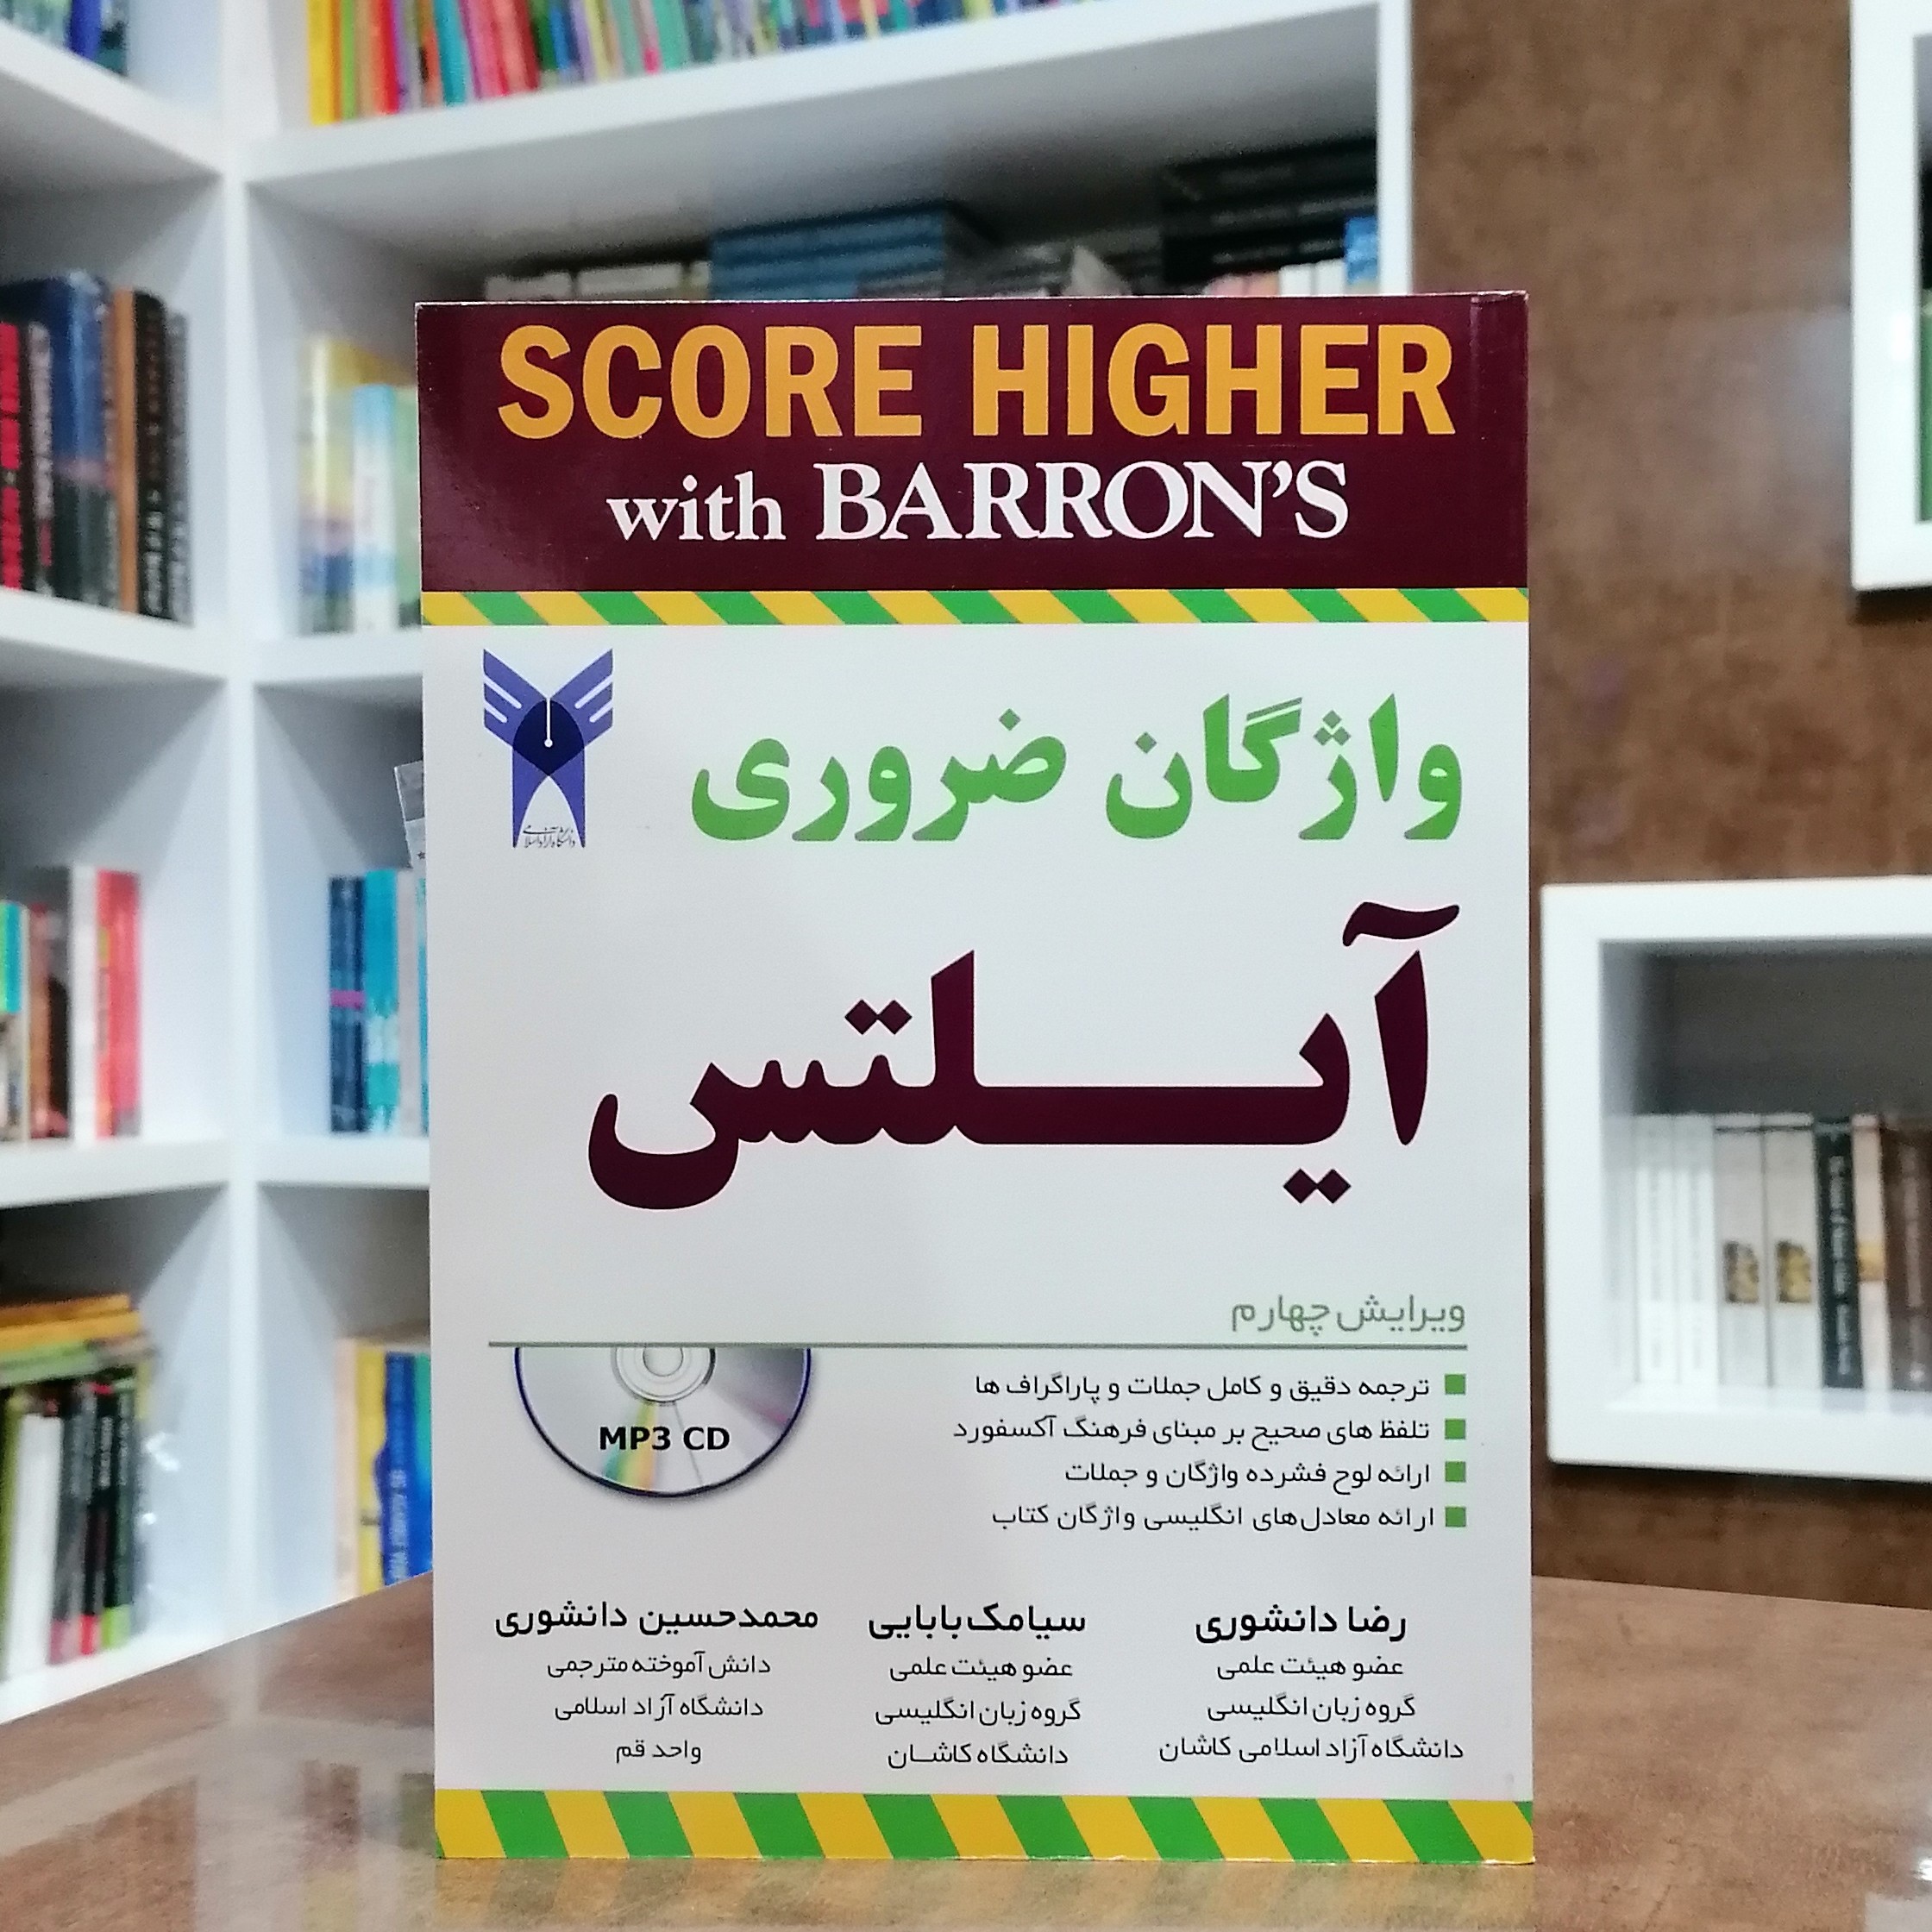 SCORE HIGHER
with BARRON'S
واژگان ضروری
دانشگاه آزاد اسلامی
آیلتس
ویرایش چهارم
ترجمه دقیق و کامل جملات و پاراگراف ها
تلفظ های صحیح بر مبنای فرهنگ آکسفورد
ارائه لوح فشرده واژگان و جملات
ارائه معادل‌های انگلیسی واژگان کتاب
MP3 CD
رضا دانشوری
عضو هیئت علمی
گروه زبان انگلیسی
دانشگاه آزاد اسلامی کاشان
سیامک بابایی
عضو هیئت علمی
گروه زبان انگلیسی
دانشگاه کاشان
محمدحسین دانشوری
دانش آموخته مترجمی
دانشگاه آزاد اسلامی
واحد قم